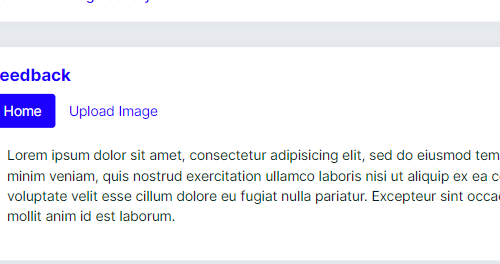 eedback
Home Upload Image
Lorem ipsum dolor sit amet, consectetur adipisicing elit, sed do eiusmod tem
minim veniam, quis nostrud exercitation ullamco laboris nisi ut aliquip ex ea c
voluptate velit esse cillum dolore eu fugiat nulla pariatur. Excepteur sint occa
mollit anim id est laborum.